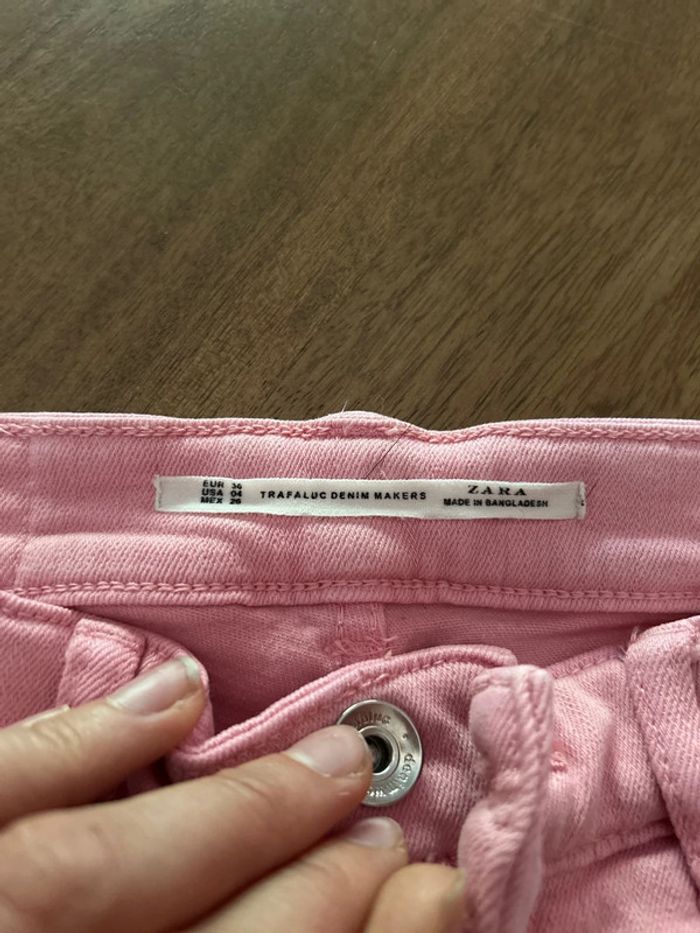 EUR 36
USA 04
MEX 26
TRAFALUC DENIM MAKERS
ZARA
MADE IN BANGLADESH